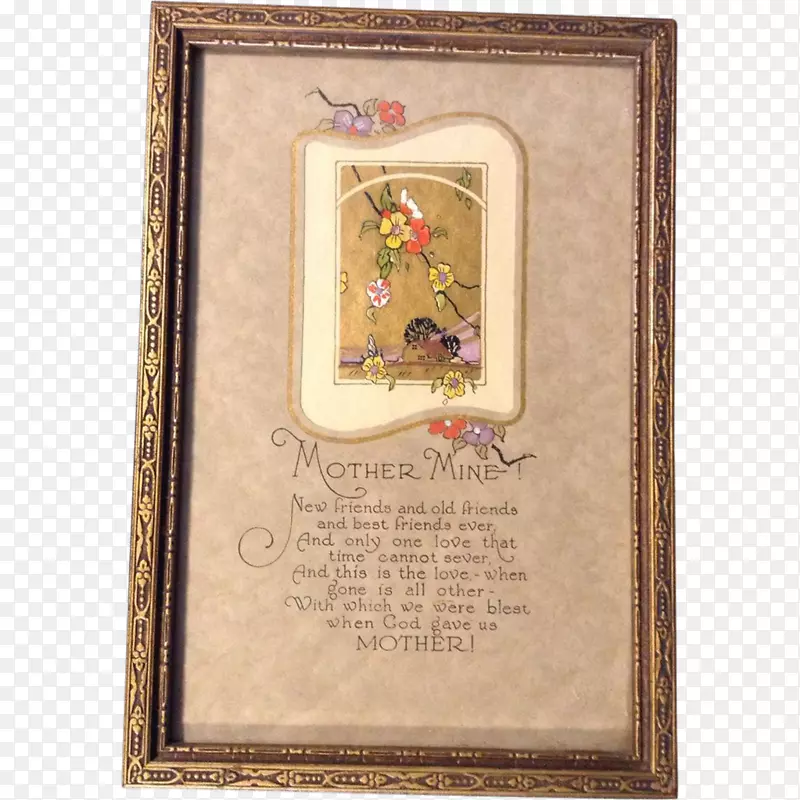 MOTHER MINE!
New friends and old friends
and best friends ever,
And only one love that
time cannot sever,
And this is the love,- when
gone is all other -
With which we were blest
when God gave us
MOTHER!